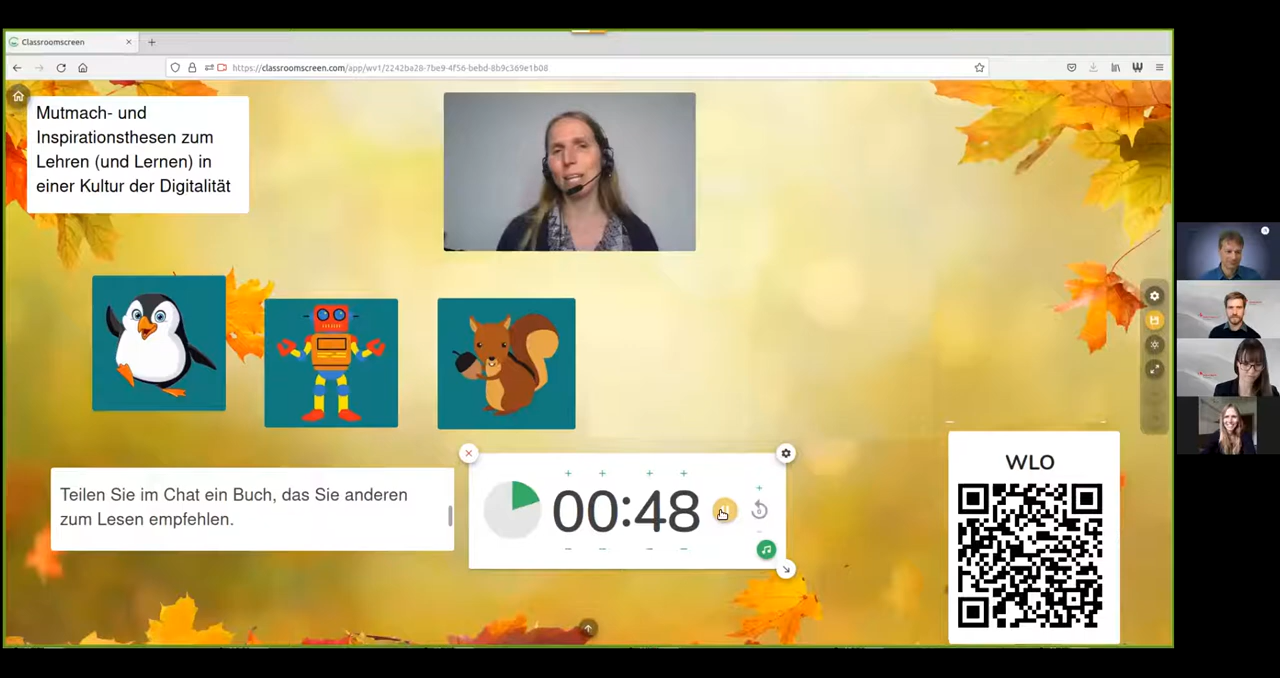 Classroomscreen
https://classroomscreen.com/app/wv1/2242ba28-7be9-4f56-bebd-8b9c369e1b08
Mutmach- und
Inspirationsthesen zum
Lehren (und Lernen) in
einer Kultur der Digitalität
Teilen Sie im Chat ein Buch, das Sie anderen
zum Lesen empfehlen.
00:48
WLO